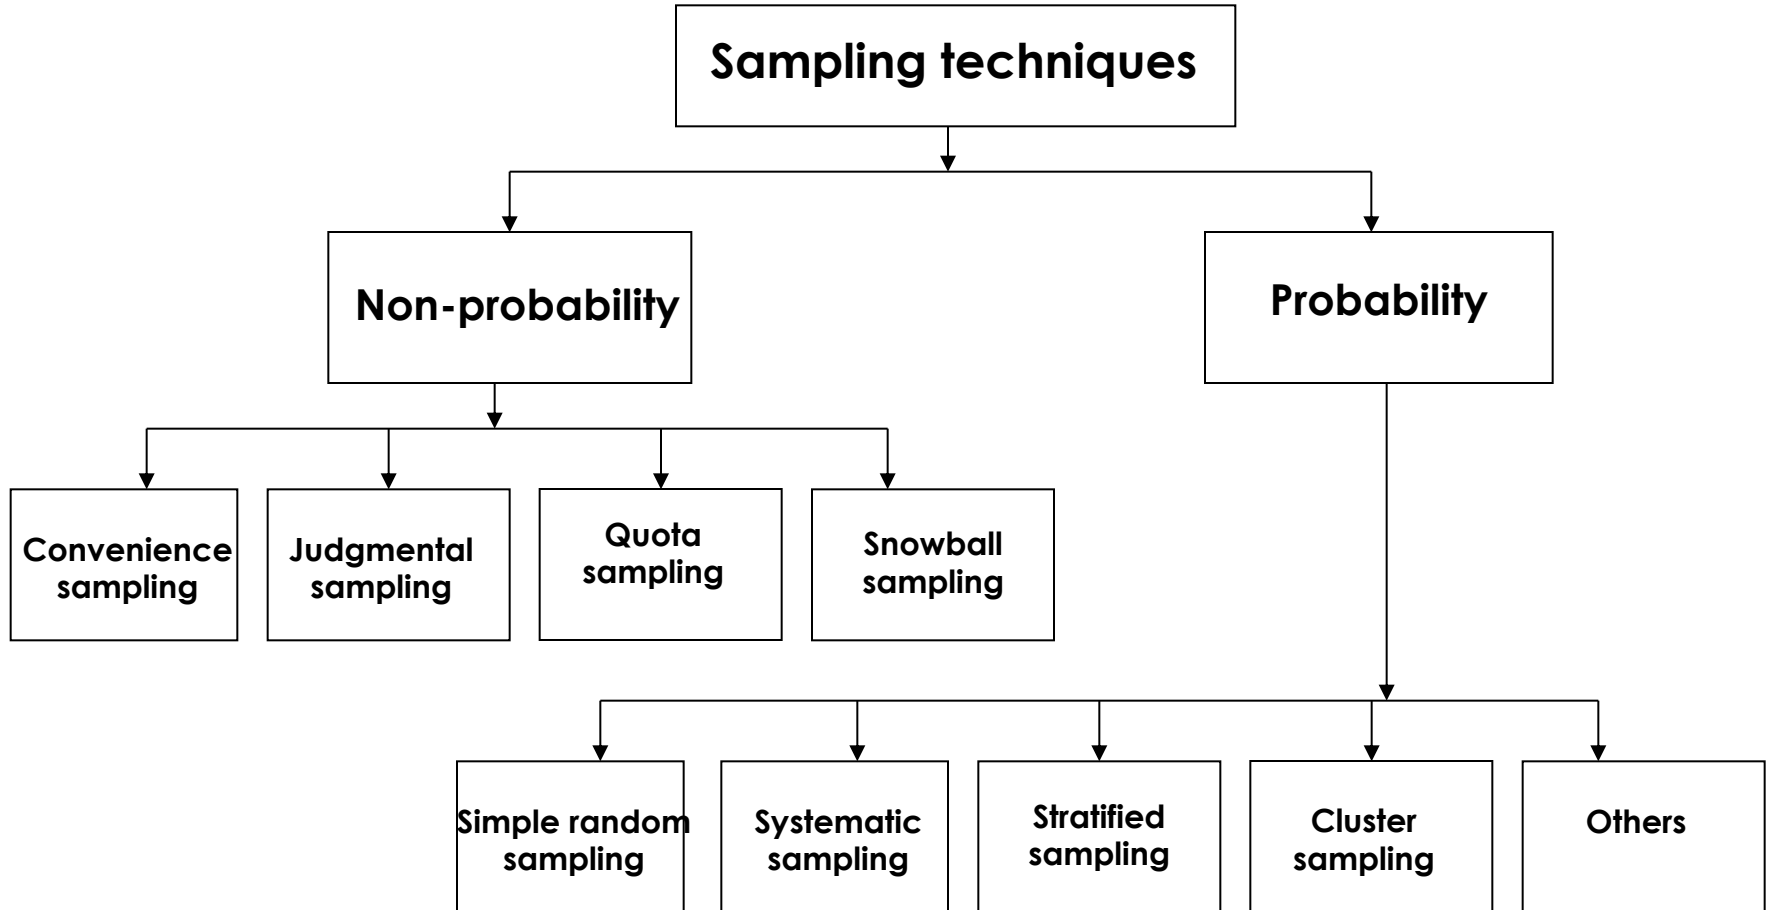 Sampling techniques
Non-probability
Probability
Convenience
sampling
Judgmental
sampling
Quota
sampling
Snowball
sampling
Simple random
sampling
Systematic
sampling
Stratified
sampling
Cluster
sampling
Others